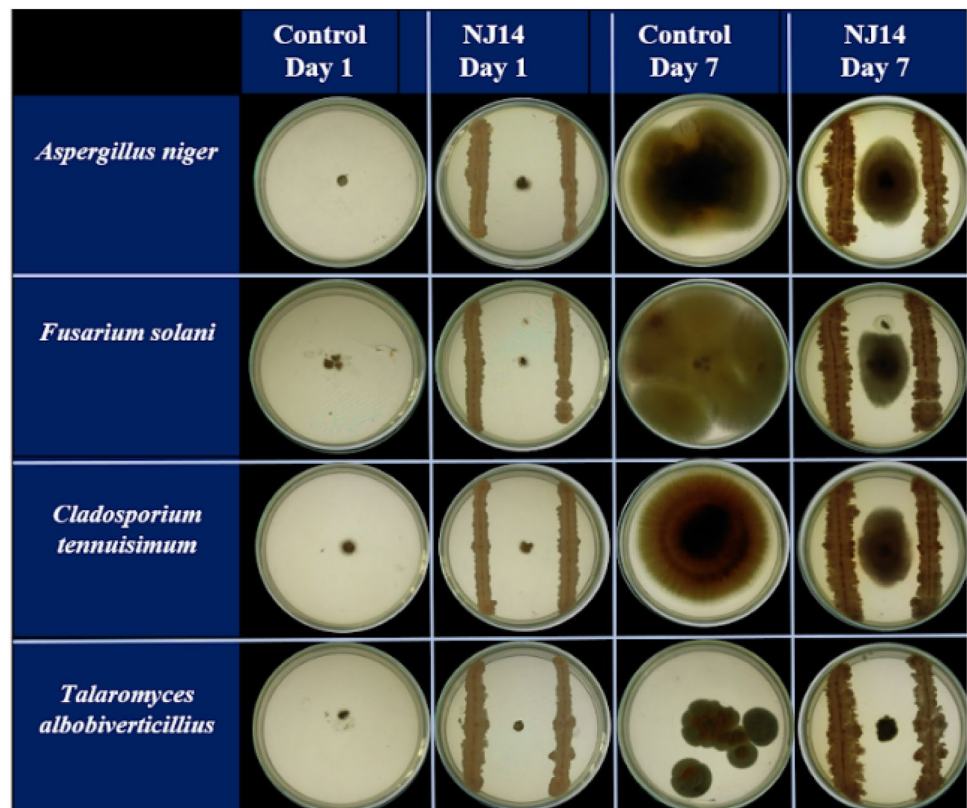 Control
Day 1
NJ14
Day 1
Control
Day 7
NJ14
Day 7
Aspergillus niger
Fusarium solani
Cladosporium
tennuisimum
Talaromyces
albobiverticillius